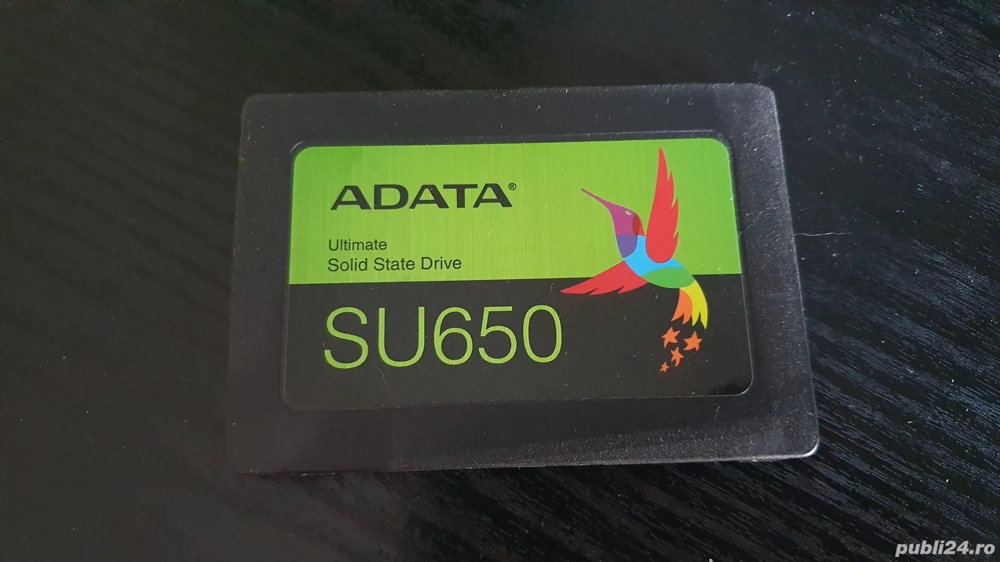 ADATA®
Ultimate
Solid State Drive
SU650
publi24.ro